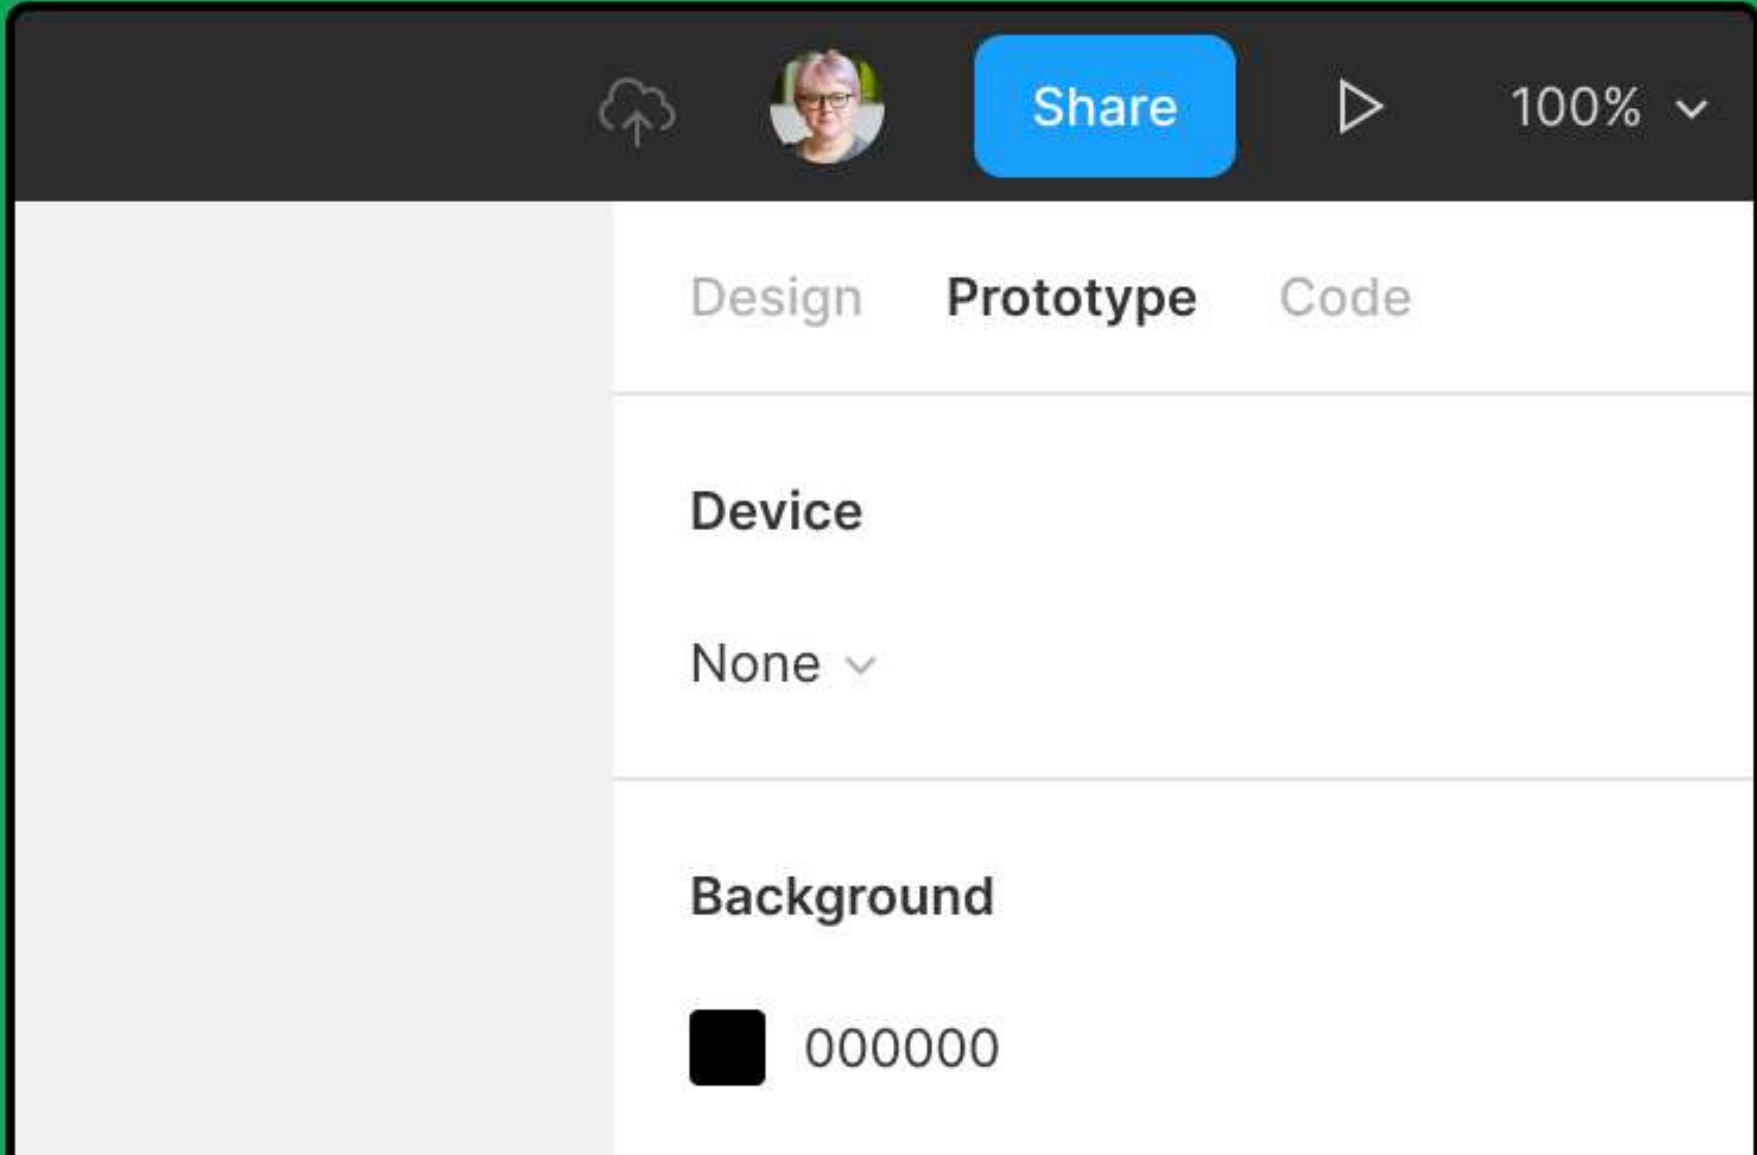 Share
100%
Design Prototype Code
Device
None
Background
000000